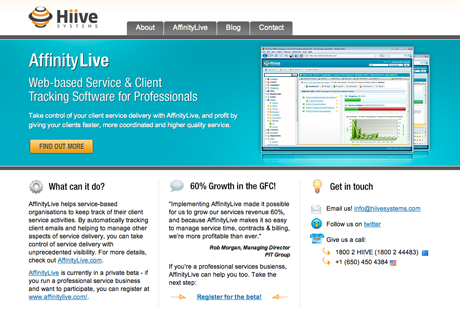 Hiive
SYSTEMS
About
AffinityLive
Blog
Contact
AffinityLive
Web-based Service & Client
Tracking Software for Professionals
Take control of your client service delivery with AffinityLive, and profit by
giving your clients faster, more coordinated and higher quality service.
FIND OUT MORE
Hiive
What can it do?
AffinityLive helps service-based
organisations to keep track of their client
service activities. By automatically tracking
client emails and helping to manage other
aspects of service delivery, you can take
control of service delivery with
unprecedented visibility. For more details,
check out AffinityLive.com.
AffinityLive is currently in a private beta - if
you run a professional service business
and want to participate, you can register at
www.affinitylive.com/.
60% Growth in the GFC!
"Implementing AffinityLive made it possible
for us to grow our services revenue 60%,
and because AffinityLive makes it so easy
to manage service time, contracts & billing,
we're more profitable than ever."
Rob Morgan, Managing Director
PIT Group
If you're a professional services busienss,
AffinityLive can help you too. Take the
next step:
Register for the beta!
Get in touch
Email us! info@hiivesystems.com
Follow us on twitter
Give us a call:
1800 2 HIIVE (1800 2 44483)
+1 (650) 450 4384